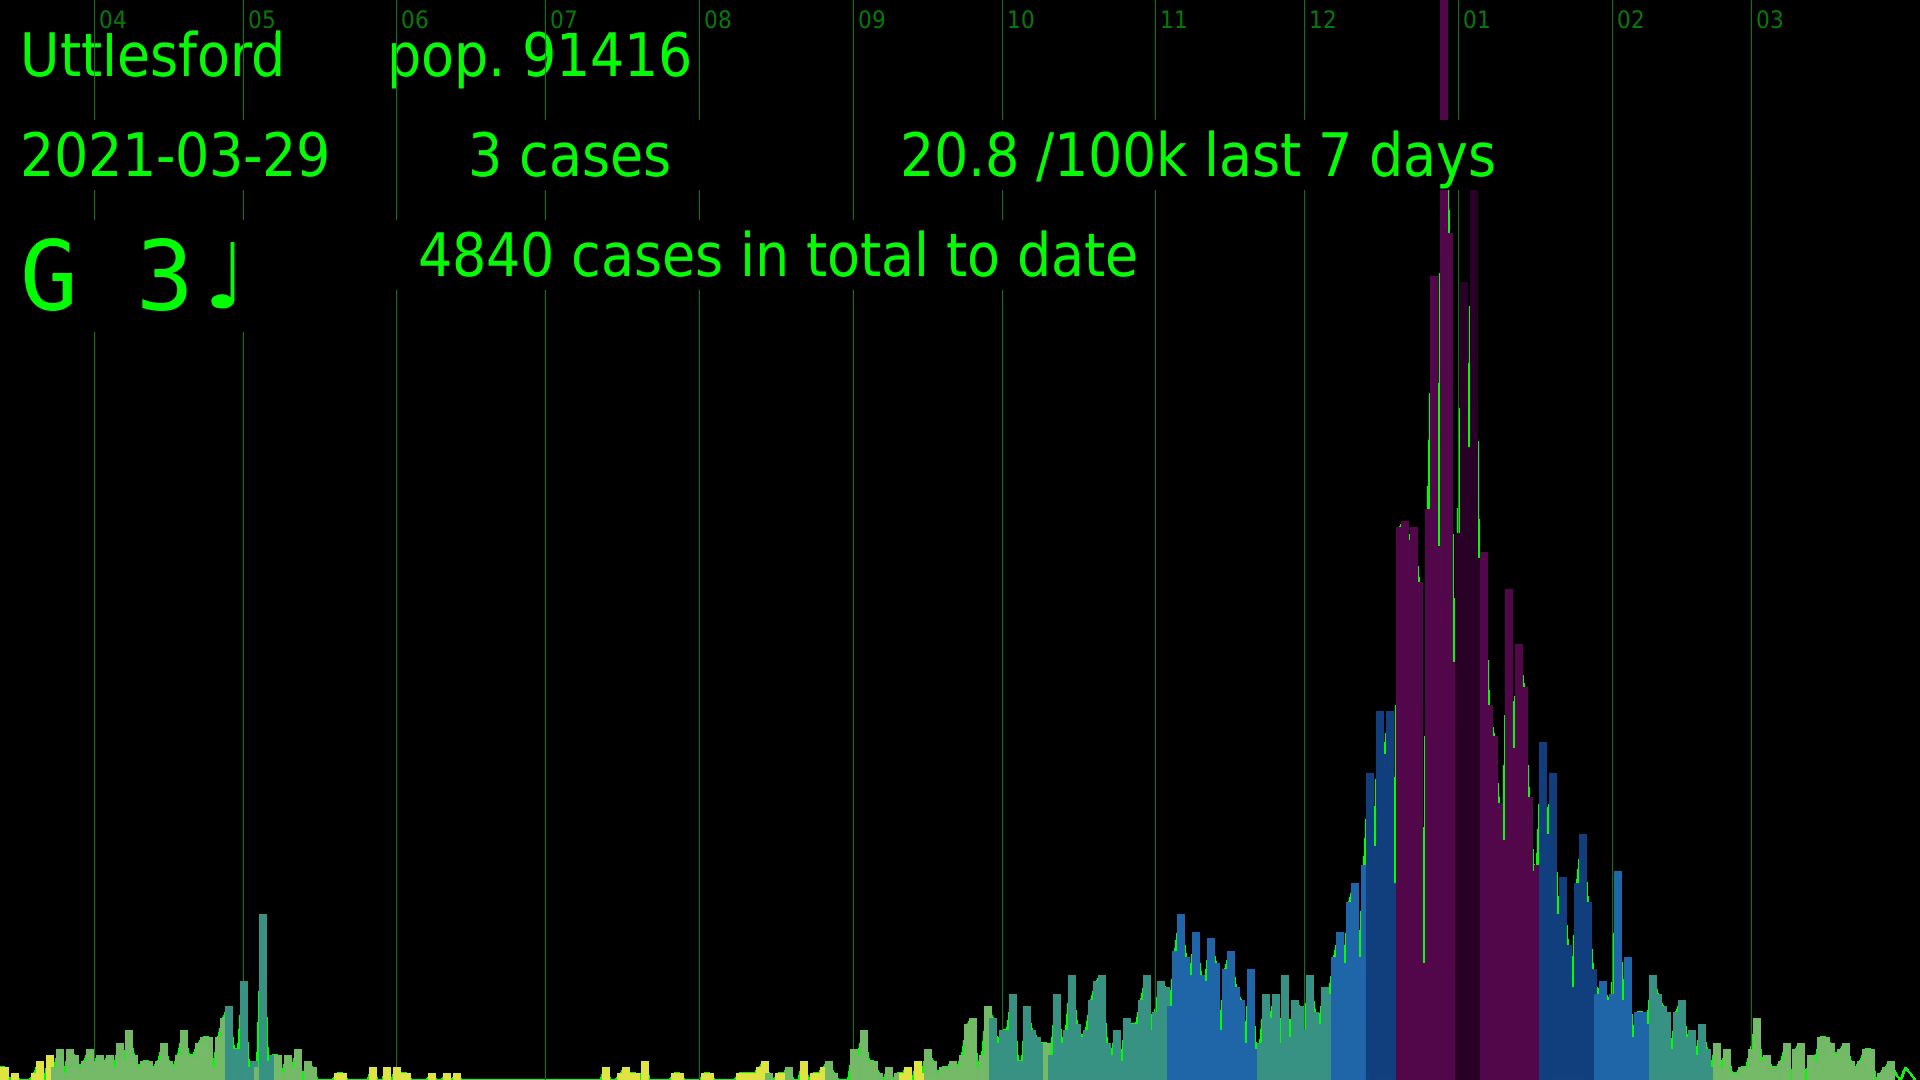 04 05 06 07 08 09 10 11 12 01 02 03
Uttlesford pop. 91416
2021-03-29 3 cases 20.8 /100k last 7 days
G 3♩ 4840 cases in total to date